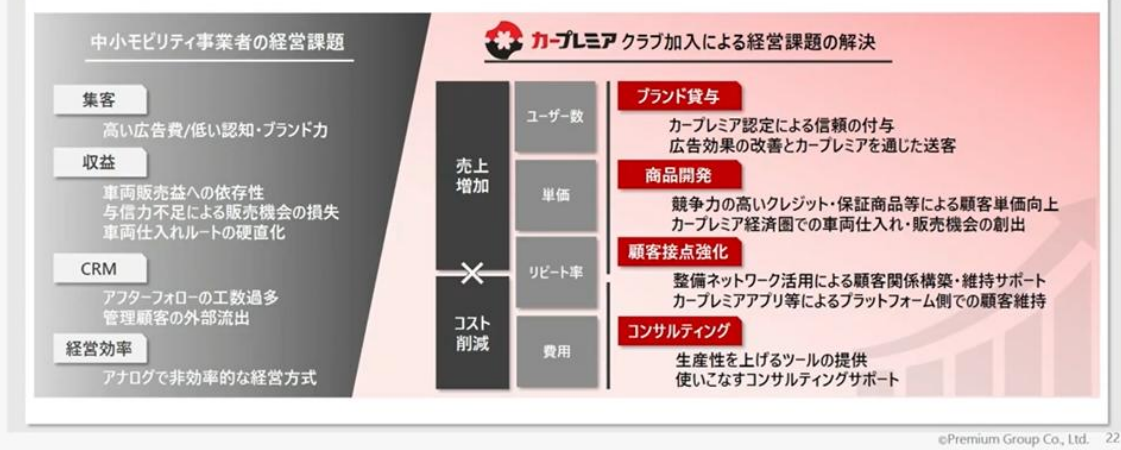 中小モビリティ事業者の経営課題
集客
高い広告費/低い認知・ブランド力
収益
車両販売益への依存性
与信力不足による販売機会の損失
車両仕入れルートの硬直化
CRM
アフターフォローの工数過多
管理顧客の外部流出
経営効率
アナログで非効率的な経営方式
カープレミア クラブ加入による経営課題の解決
売上
増加
×
コスト
削減
ユーザー数
単価
リピート率
費用
ブランド貸与
カープレミア認定による信頼の付与
広告効果の改善とカープレミアを通じた送客
商品開発
競争力の高いクレジット・保証商品等による顧客単価向上
カープレミア経済圏での車両仕入れ・販売機会の創出
顧客接点強化
整備ネットワーク活用による顧客関係構築・維持サポート
カープレミアアプリ等によるプラットフォーム側での顧客維持
コンサルティング
生産性を上げるツールの提供
使いこなすコンサルティングサポート
©Premium Group Co., Ltd. 22